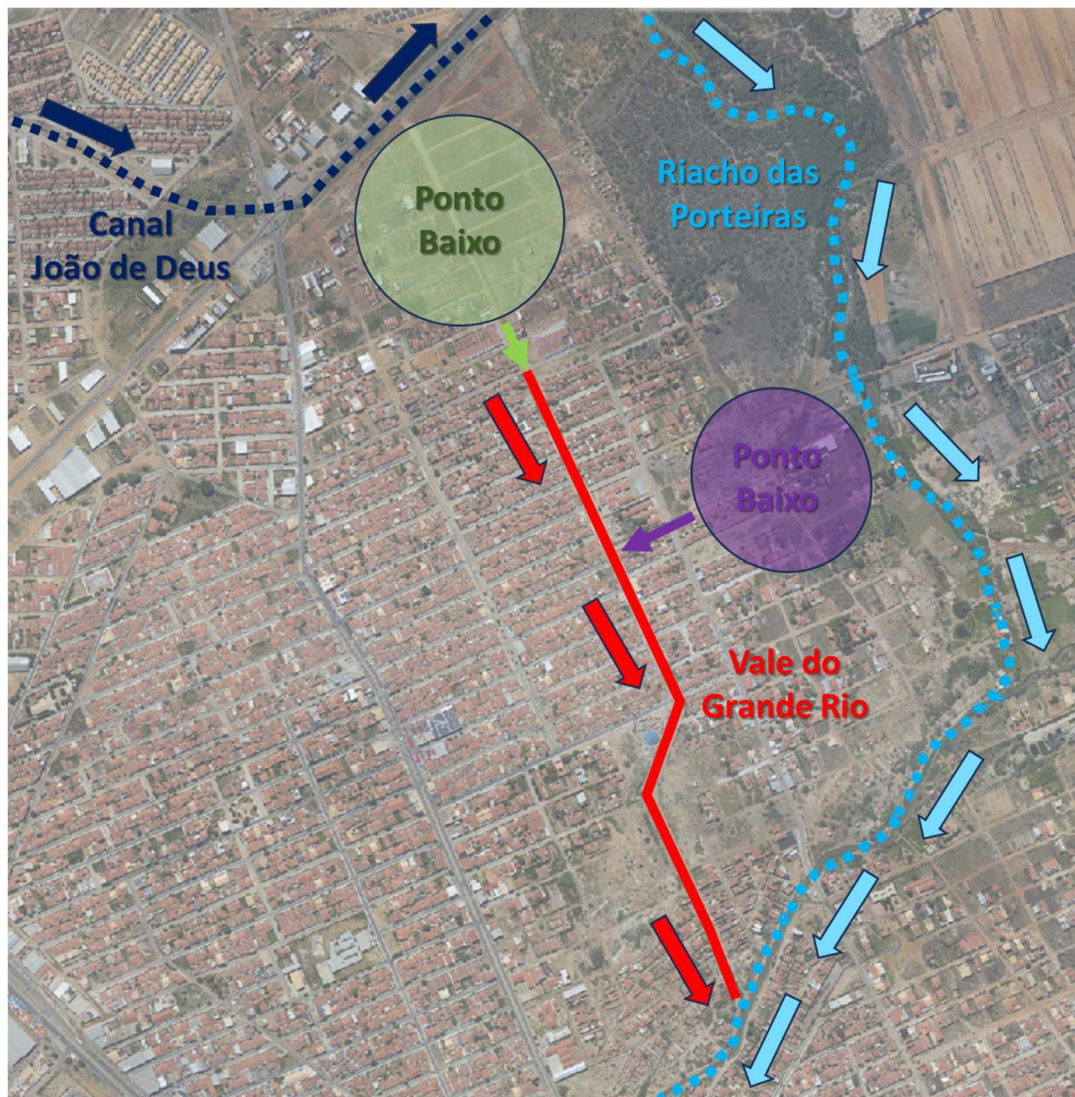 Canal
João de Deus
Ponto
Baixo
Riacho das
Porteiras
Ponto
Baixo
Vale do
Grande Rio